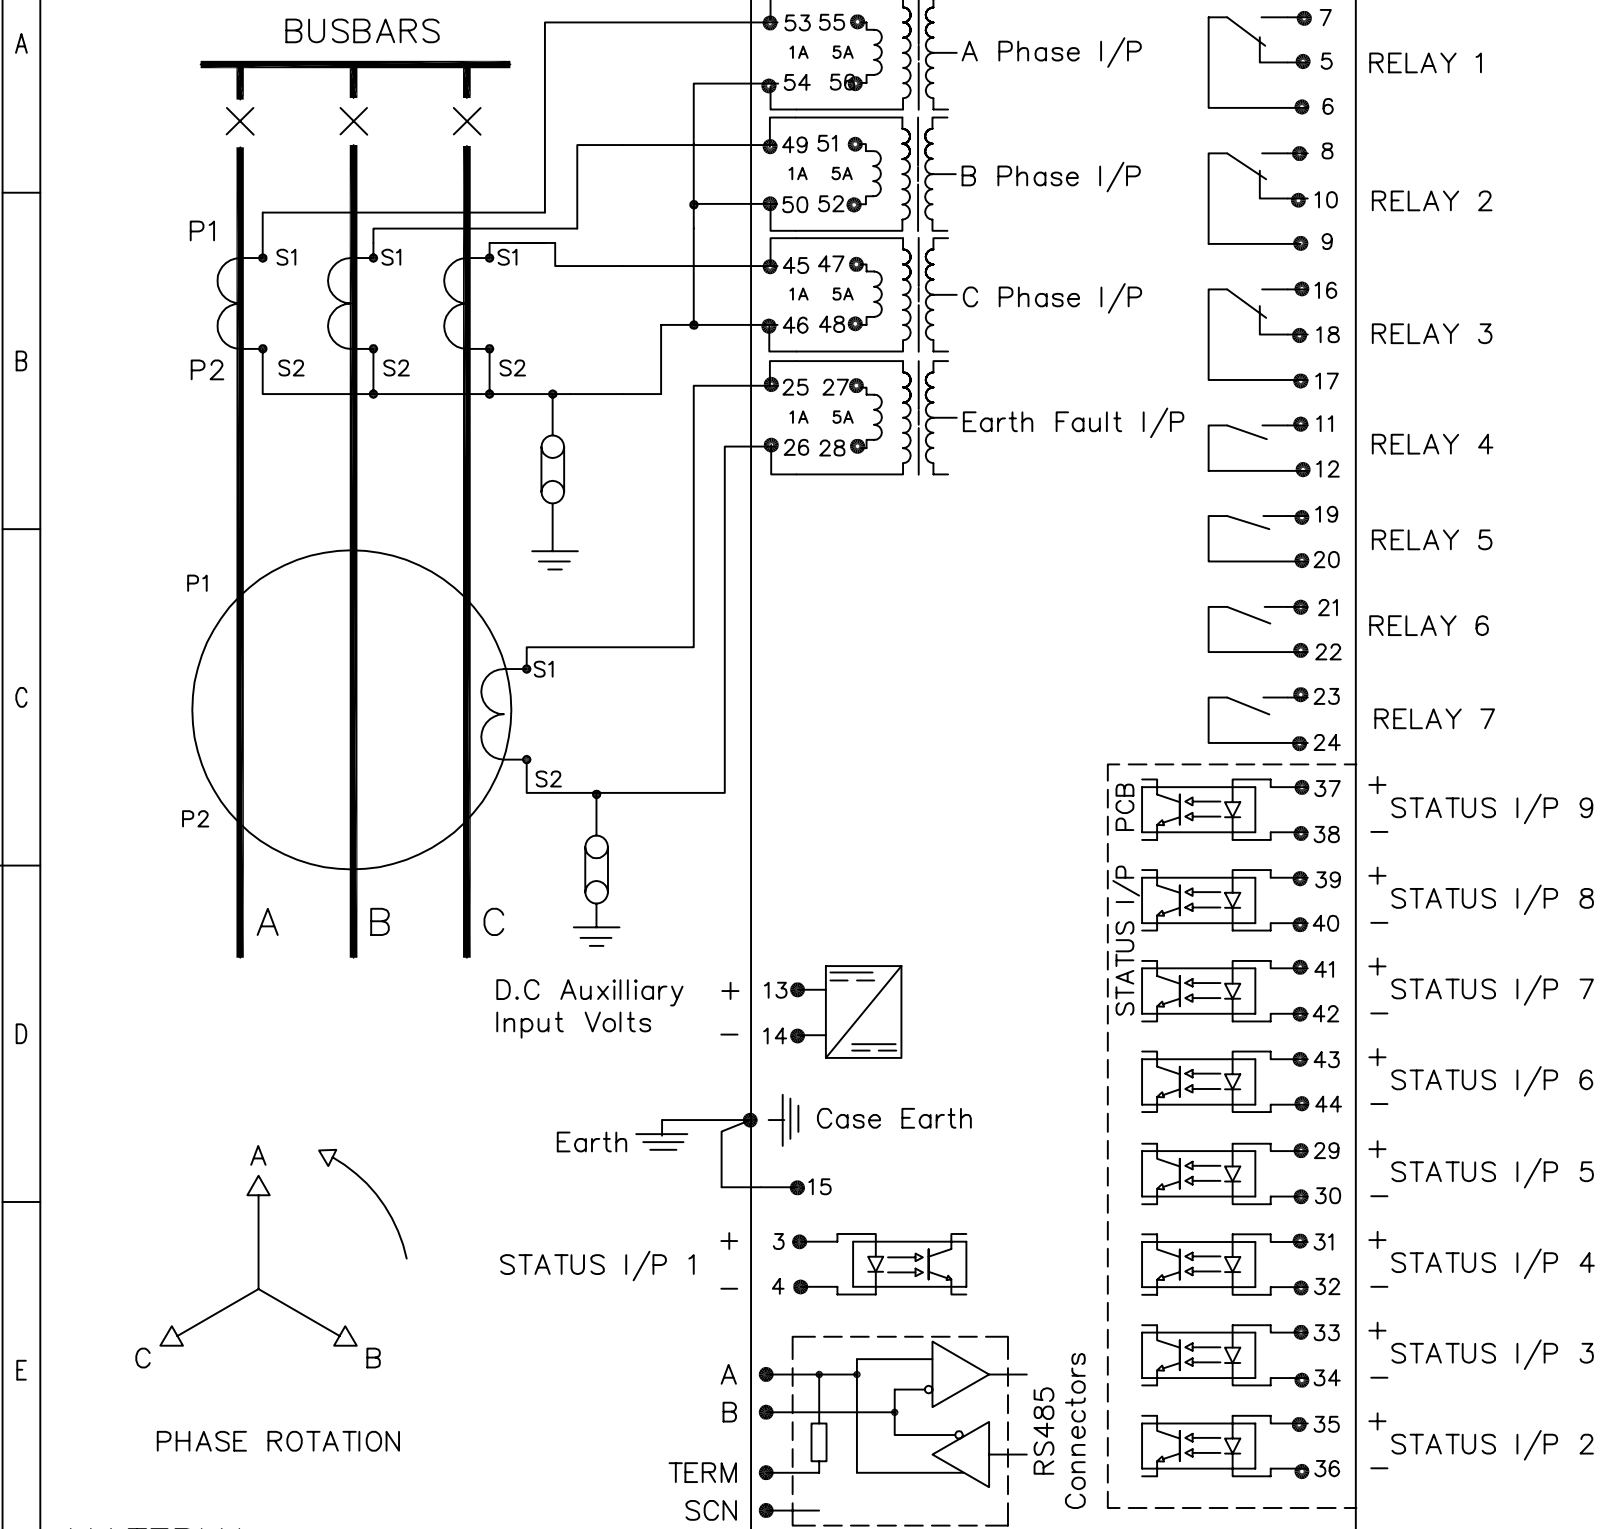 A
B
C
D
E
BUSBARS
P1
S1
S1
S1
P2
S2
S2
S2
P1
S1
S2
P2
A
B
C
53 55
1A 5A
54 56
A Phase I/P
49 51
1A 5A
50 52
B Phase I/P
45 47
1A 5A
46 48
C Phase I/P
25 27
1A 5A
26 28
Earth Fault I/P
D.C Auxilliary
Input Volts
+ 13
− 14
Case Earth
Earth
15
STATUS I/P 1
+ 3
− 4
A
B
TERM
SCN
RS485
Connectors
A
C
B
PHASE ROTATION
7
5
6
RELAY 1
8
10
9
RELAY 2
16
18
17
RELAY 3
11
12
RELAY 4
19
20
RELAY 5
21
22
RELAY 6
23
24
RELAY 7
STATUS I/P PCB
37 +
38 −
STATUS I/P 9
39 +
40 −
STATUS I/P 8
41 +
42 −
STATUS I/P 7
43 +
44 −
STATUS I/P 6
29 +
30 −
STATUS I/P 5
31 +
32 −
STATUS I/P 4
33 +
34 −
STATUS I/P 3
35 +
36 −
STATUS I/P 2